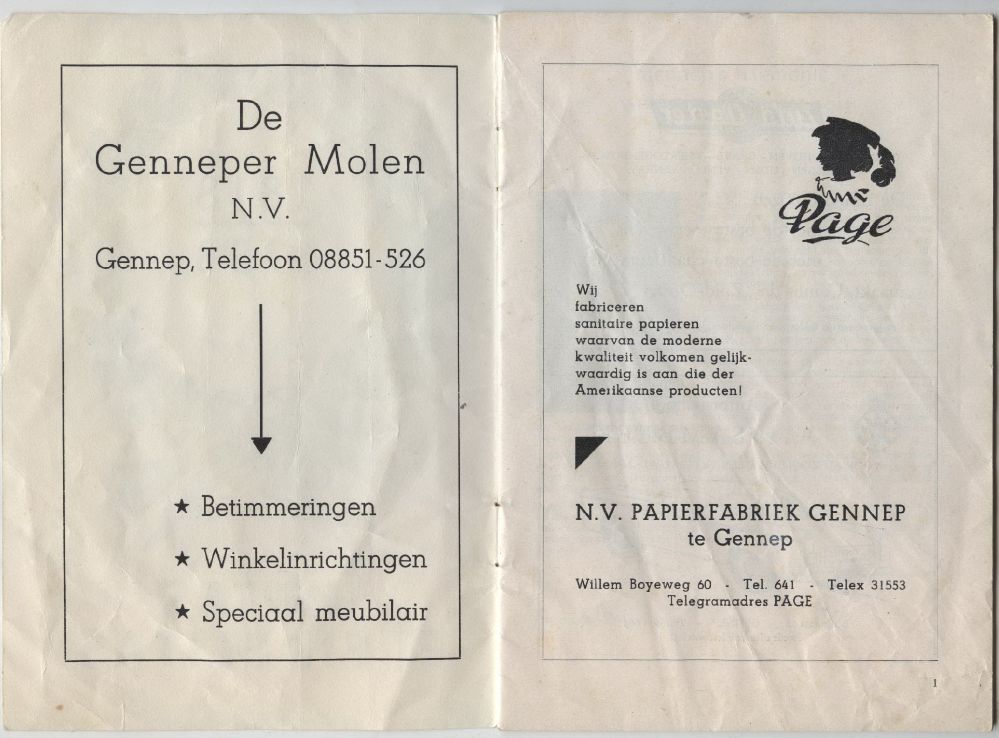 De
Genneper Molen
N.V.
Gennep, Telefoon 08851-526
★ Betimmeringen
★ Winkelinrichtingen
★ Speciaal meubilair
Page
Wij
fabriceren
sanitaire papieren
waarvan de moderne
kwaliteit volkomen gelijk-
waardig is aan die der
Amerikaanse producten!
N.V. PAPIERFABRIEK GENNEP
te Gennep
Willem Boyeweg 60 - Tel. 641 - Telex 31553
Telegramadres PAGE
1